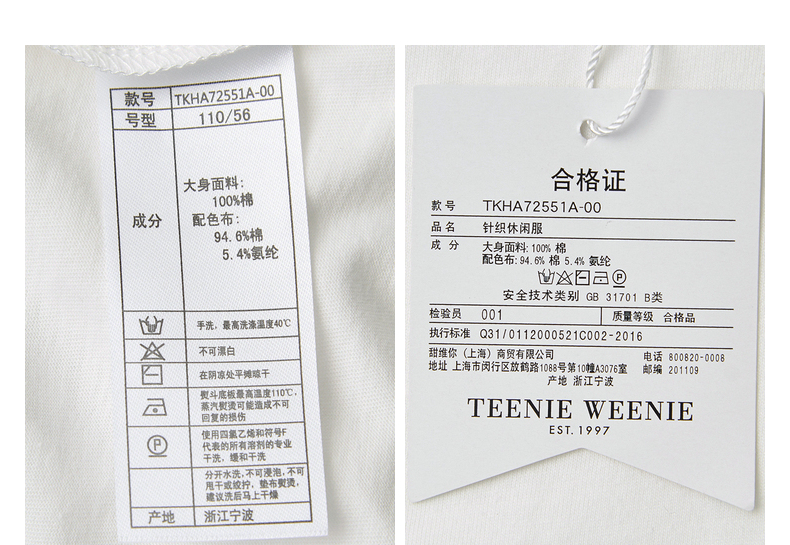 款号 TKHA72551A-00
号型 110/56
成分
大身面料:
100%棉
配色布:
94.6%棉
5.4%氨纶
手洗，最高洗涤温度40℃
不可漂白
在阴凉处平摊晾干
熨斗底板最高温度110℃，
蒸汽熨烫可能造成不可
回复的损伤
使用四氯乙烯和符号F
代表的所有溶剂的专业
干洗，缓和干洗
分开水洗，不可浸泡，不可
甩干或绞拧，垫布熨烫，
建议洗后马上干燥
产地 浙江宁波
合格证
款号 TKHA72551A-00
品名 针织休闲服
成分 大身面料: 100% 棉
配色布: 94.6% 棉 5.4% 氨纶
安全技术类别 GB 31701 B类
检验员 001 质量等级 合格品
执行标准 Q31/0112000521C002-2016
甜维你（上海）商贸有限公司 电话 800820-0008
地址 上海市闵行区放鹤路1088号第10幢A3076室 邮编 201109
产地 浙江宁波
TEENIE WEENIE
EST. 1997